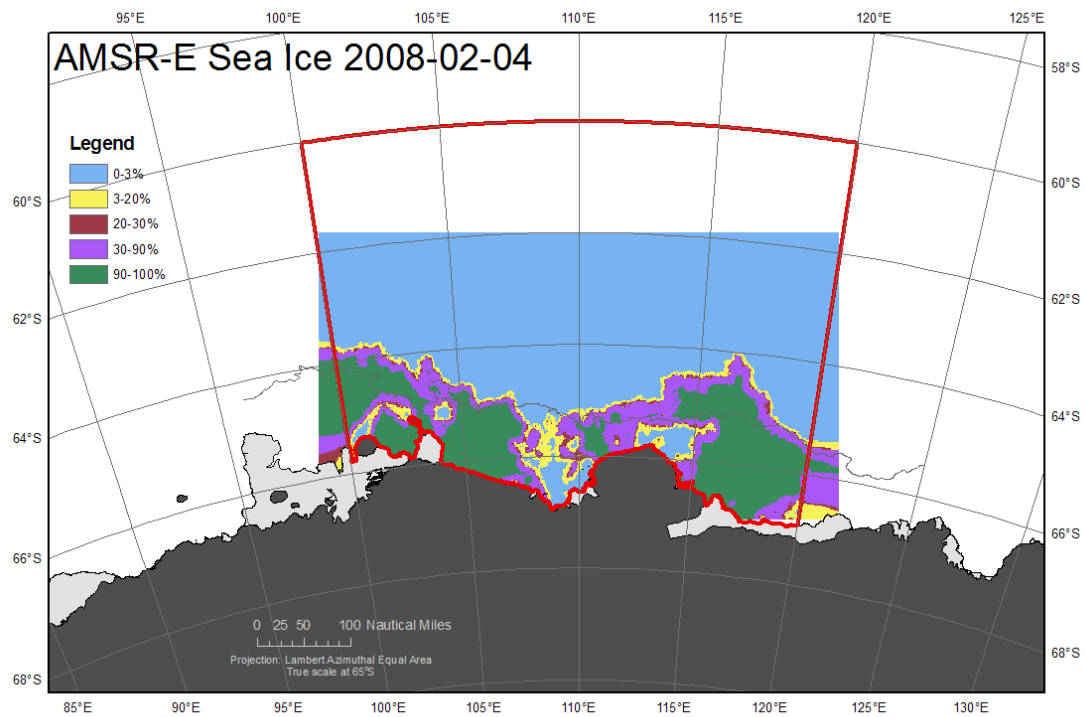 95°E 100°E 105°E 110°E 115°E 120°E 125°E
AMSR-E Sea Ice 2008-02-04
58°S
Legend
0-3%
3-20%
20-30%
30-90%
90-100%
60°S 60°S
62°S 62°S
64°S 64°S
66°S 66°S
0 25 50 100 Nautical Miles
Projection: Lambert Azimuthal Equal Area
True scale at 65°S
68°S 68°S
85°E 90°E 95°E 100°E 105°E 110°E 115°E 120°E 125°E 130°E